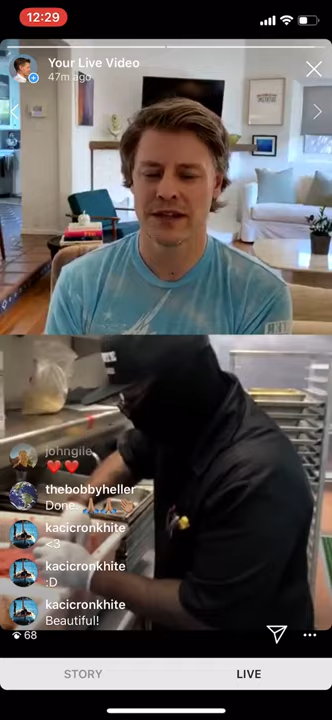 12:29
Your Live Video
47m ago
johngile
❤️❤️
thebobbyheller
Done. 🙏🏼🙏🏼👏🏼
kacicronkhite
<3
kacicronkhite
:D
kacicronkhite
Beautiful!
68
STORY
LIVE